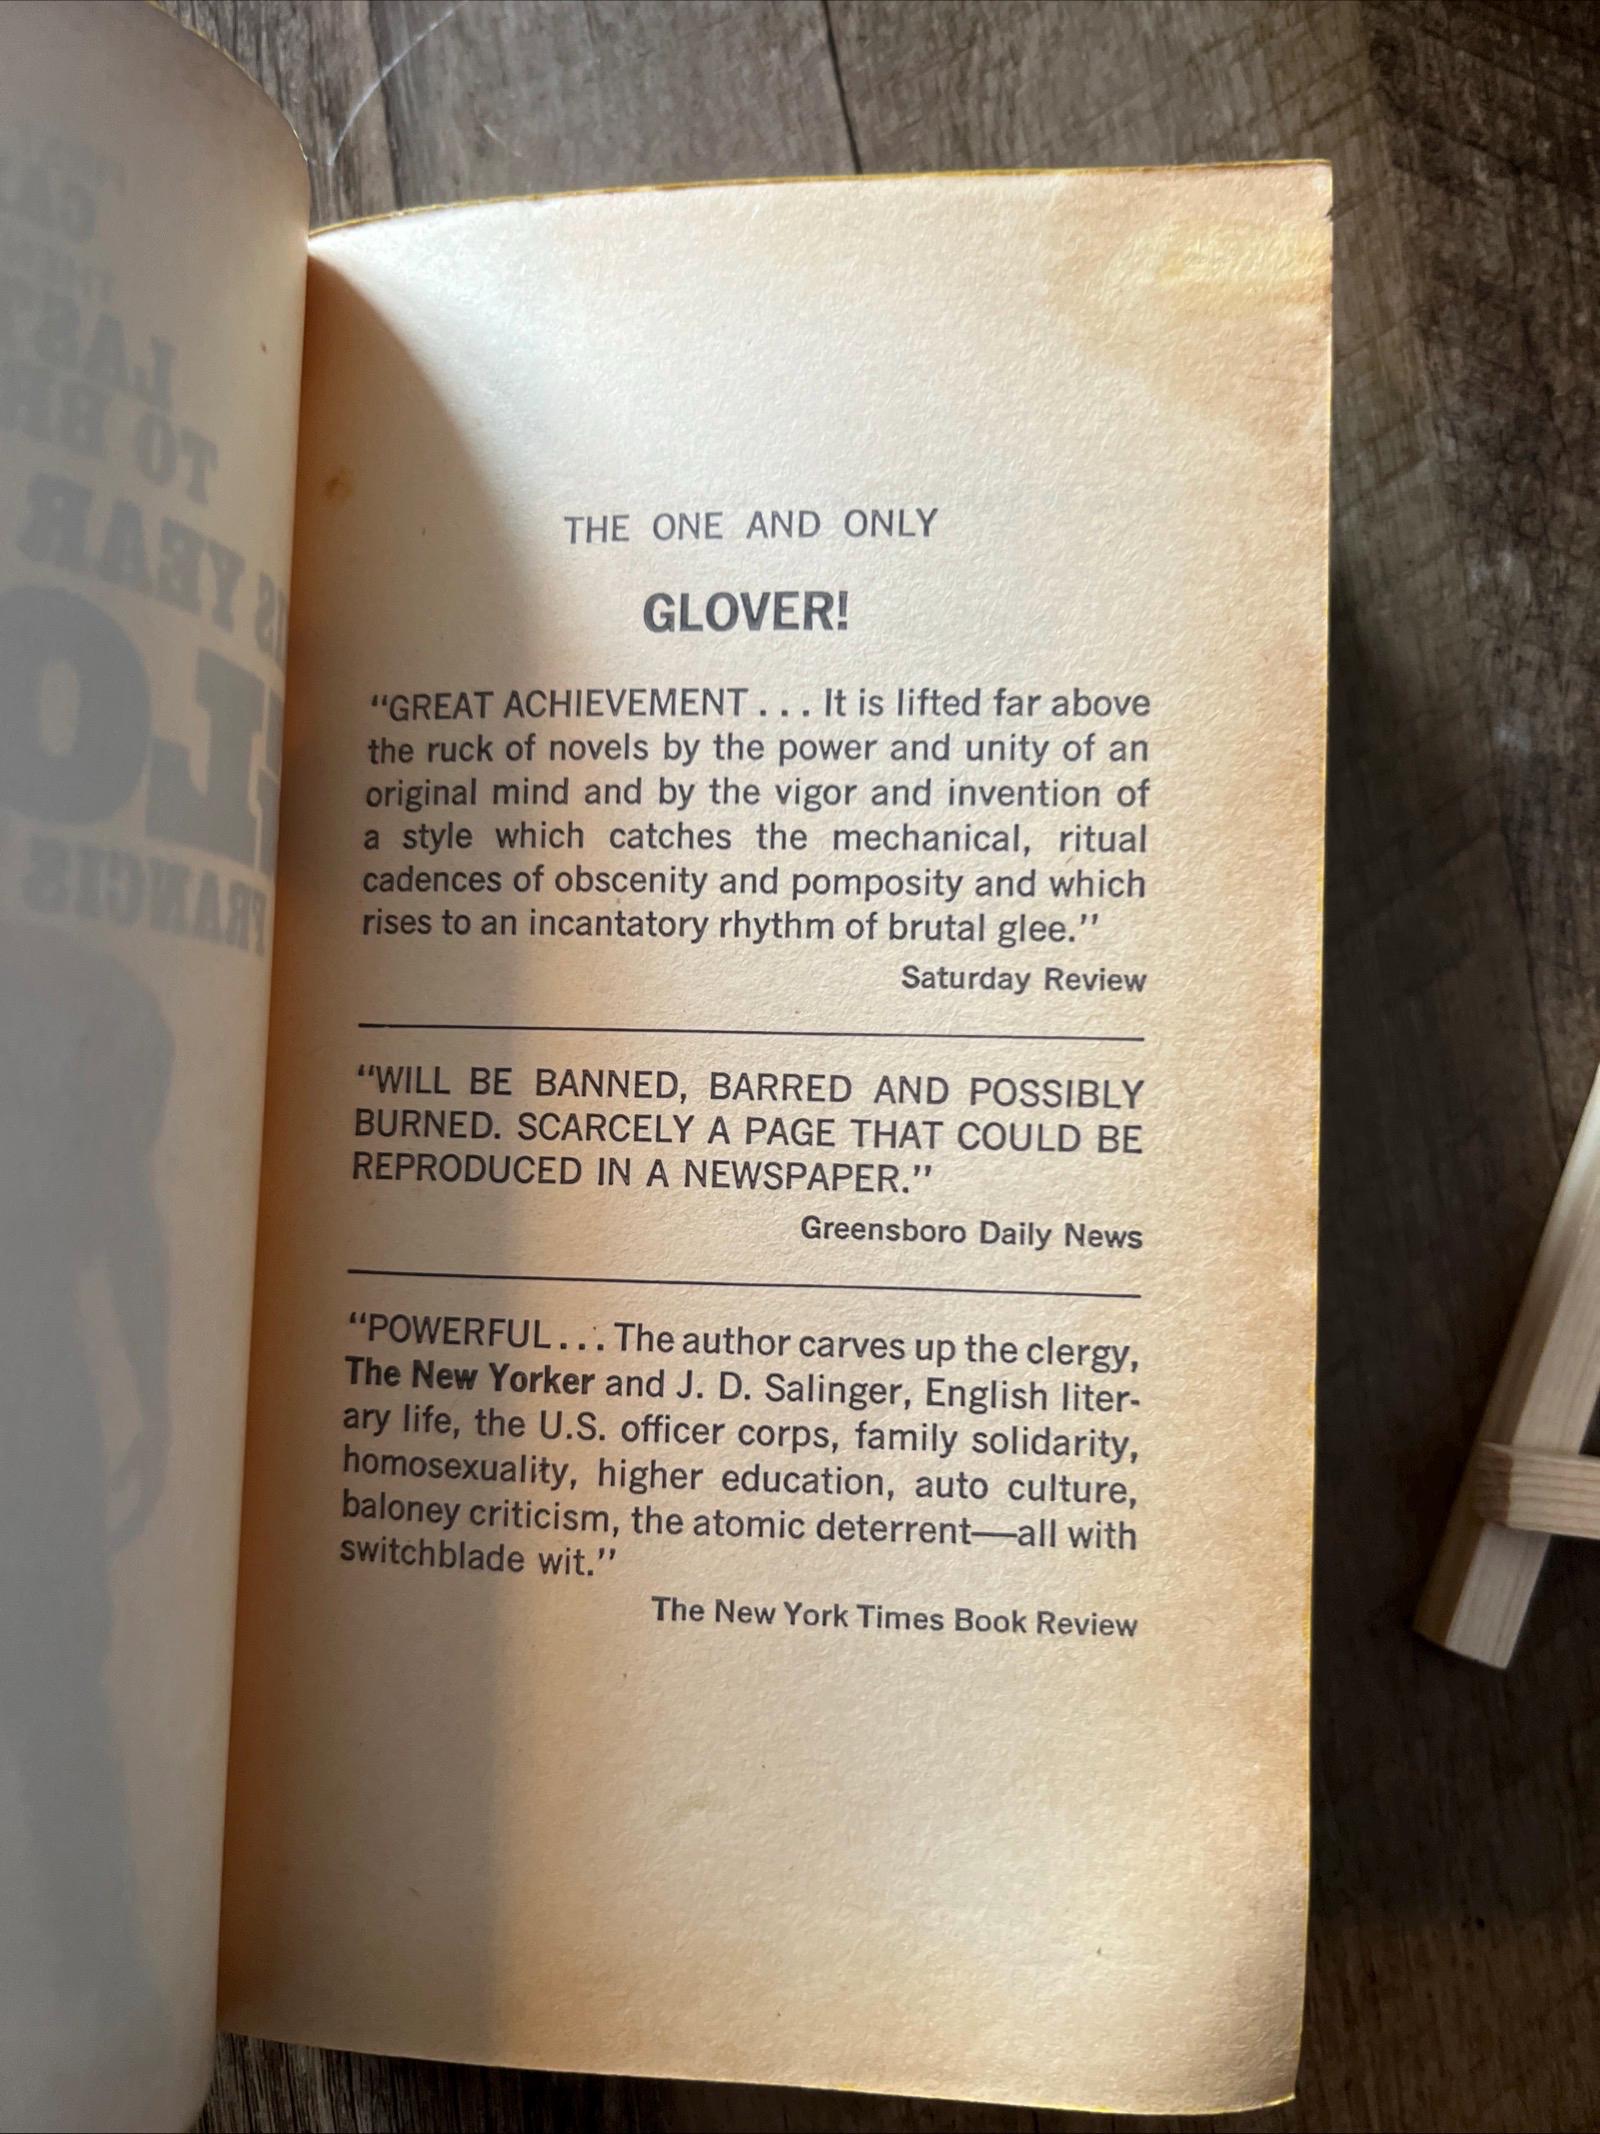 THE ONE AND ONLY
GLOVER!
“GREAT ACHIEVEMENT . . . It is lifted far above
the ruck of novels by the power and unity of an
original mind and by the vigor and invention of
a style which catches the mechanical, ritual
cadences of obscenity and pomposity and which
rises to an incantatory rhythm of brutal glee.”
Saturday Review
“WILL BE BANNED, BARRED AND POSSIBLY
BURNED. SCARCELY A PAGE THAT COULD BE
REPRODUCED IN A NEWSPAPER.”
Greensboro Daily News
“POWERFUL . . . The author carves up the clergy,
The New Yorker and J. D. Salinger, English liter-
ary life, the U.S. officer corps, family solidarity,
homosexuality, higher education, auto culture,
baloney criticism, the atomic deterrent—all with
switchblade wit.”
The New York Times Book Review